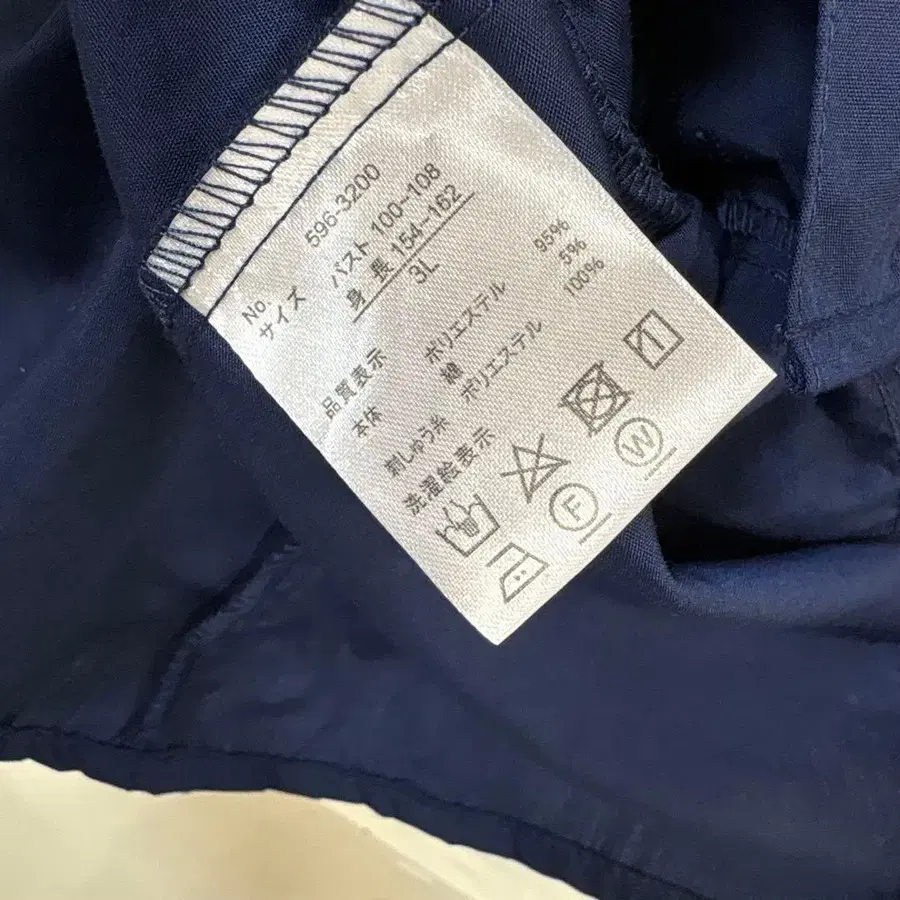 No. 596-3200
サイズ バスト 100~108
身 長 154~162
3L
品質表示
本体 ポリエステル 95%
綿 5%
刺しゅう糸 ポリエステル 100%
洗濯絵表示
F
W